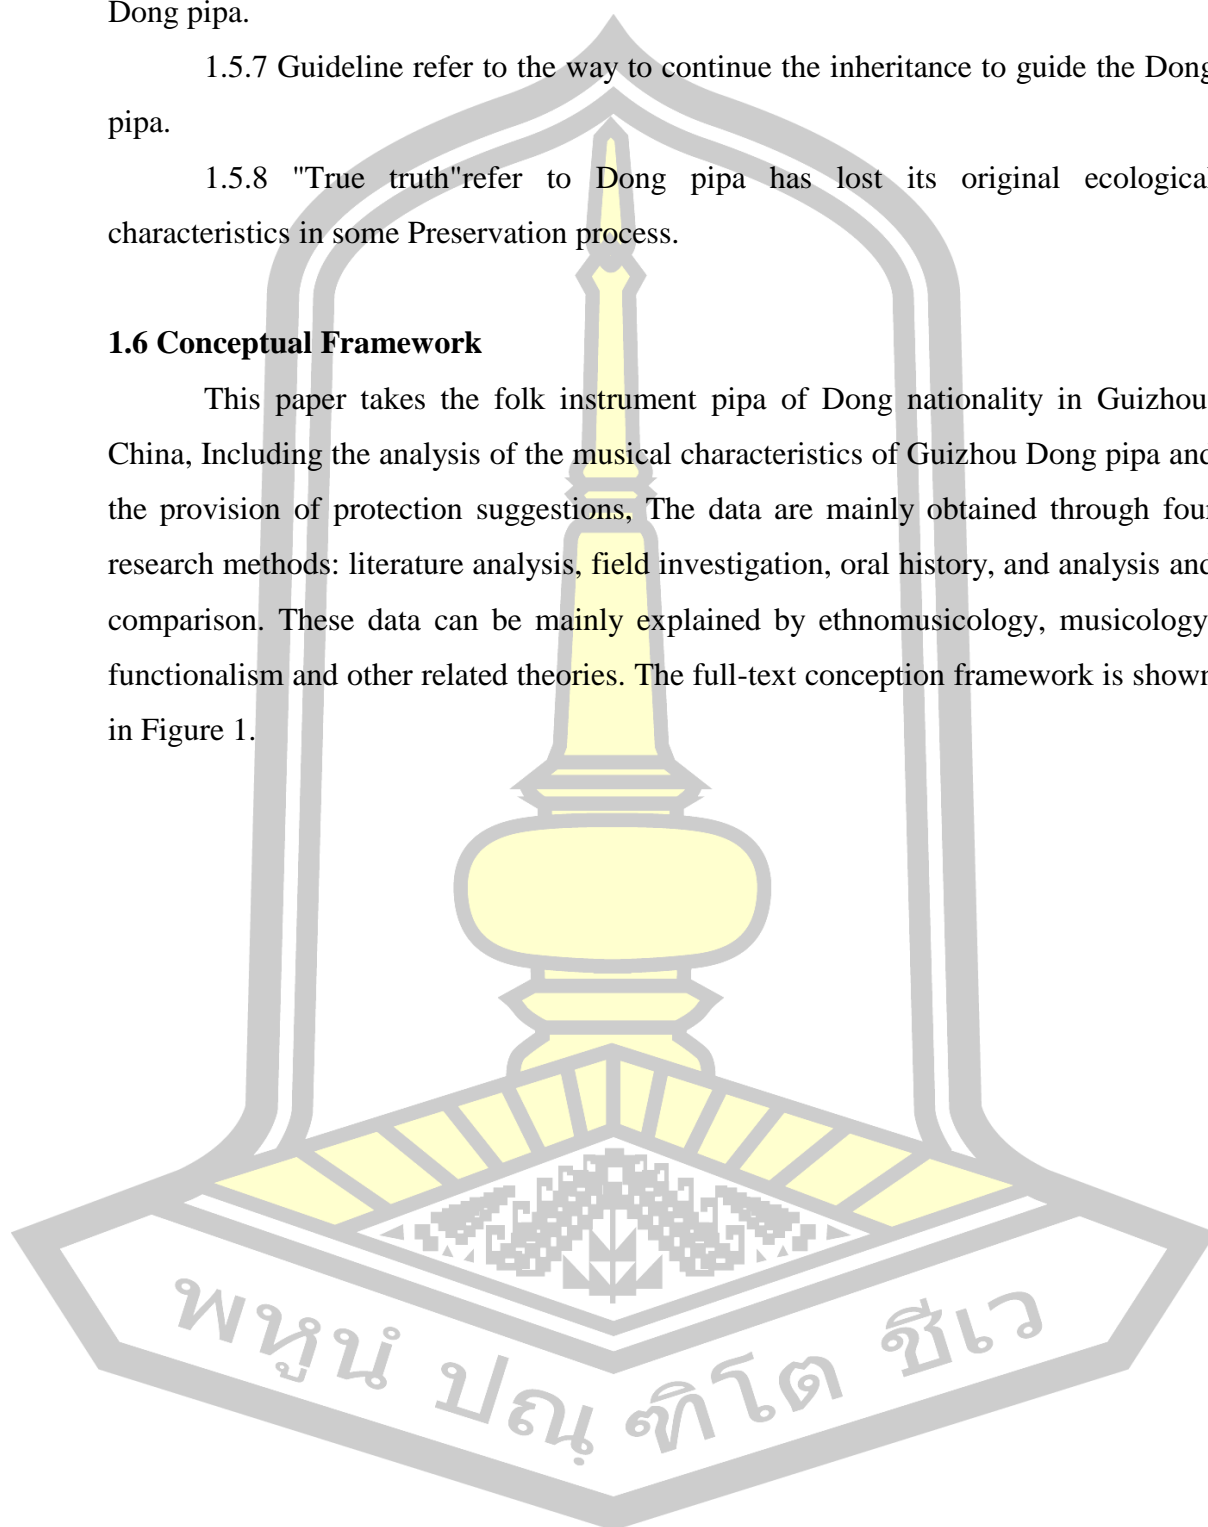 Dong pipa.
1.5.7 Guideline refer to the way to continue the inheritance to guide the Dong
pipa.
1.5.8 "True truth"refer to Dong pipa has lost its original ecological
characteristics in some Preservation process.
1.6 Conceptual Framework
This paper takes the folk instrument pipa of Dong nationality in Guizhou
China, Including the analysis of the musical characteristics of Guizhou Dong pipa and
the provision of protection suggestions, The data are mainly obtained through four
research methods: literature analysis, field investigation, oral history, and analysis and
comparison. These data can be mainly explained by ethnomusicology, musicology
functionalism and other related theories. The full-text conception framework is shown
in Figure 1.
พหูนํ ปณฺฑิโต ชีเว